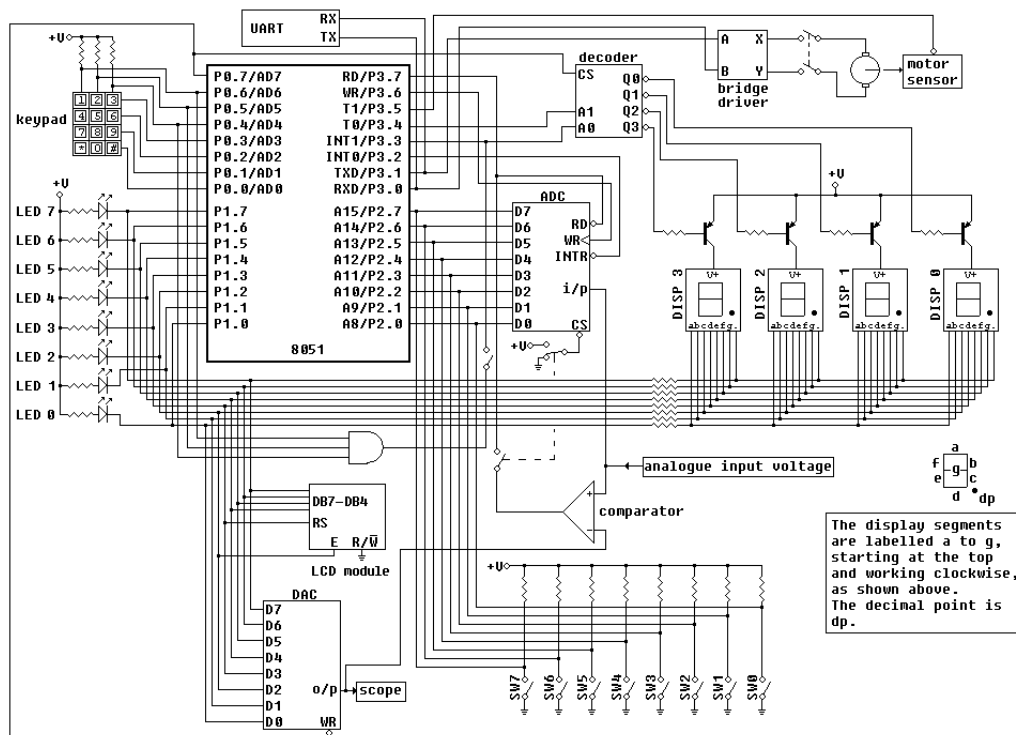 UART
RX
TX
+V
P0.7/AD7
P0.6/AD6
P0.5/AD5
P0.4/AD4
P0.3/AD3
P0.2/AD2
P0.1/AD1
P0.0/AD0
P1.7
P1.6
P1.5
P1.4
P1.3
P1.2
P1.1
P1.0
RD/P3.7
WR/P3.6
T1/P3.5
T0/P3.4
INT1/P3.3
INT0/P3.2
TXD/P3.1
RXD/P3.0
A15/P2.7
A14/P2.6
A13/P2.5
A12/P2.4
A11/P2.3
A10/P2.2
A9/P2.1
A8/P2.0
8051
keypad
1 2 3
4 5 6
7 8 9
* 0 #
+V
LED 7
LED 6
LED 5
LED 4
LED 3
LED 2
LED 1
LED 0
decoder
CS
A1
A0
Q0
Q1
Q2
Q3
A
B
X
Y
bridge
driver
motor
sensor
ADC
D7
D6
D5
D4
D3
D2
D1
D0
RD
WR
INTR
i/p
CS
+V
+V
DISP 3
V+
abcdefg.
DISP 2
V+
abcdefg.
DISP 1
V+
abcdefg.
DISP 0
V+
abcdefg.
analogue input voltage
+
-
comparator
DB7-DB4
RS
E R/W̅
LCD module
DAC
D7
D6
D5
D4
D3
D2
D1
D0
o/p
WR
scope
+V
SW7
SW6
SW5
SW4
SW3
SW2
SW1
SW0
a
f g b
e c
d dp
The display segments
are labelled a to g,
starting at the top
and working clockwise,
as shown above.
The decimal point is
dp.